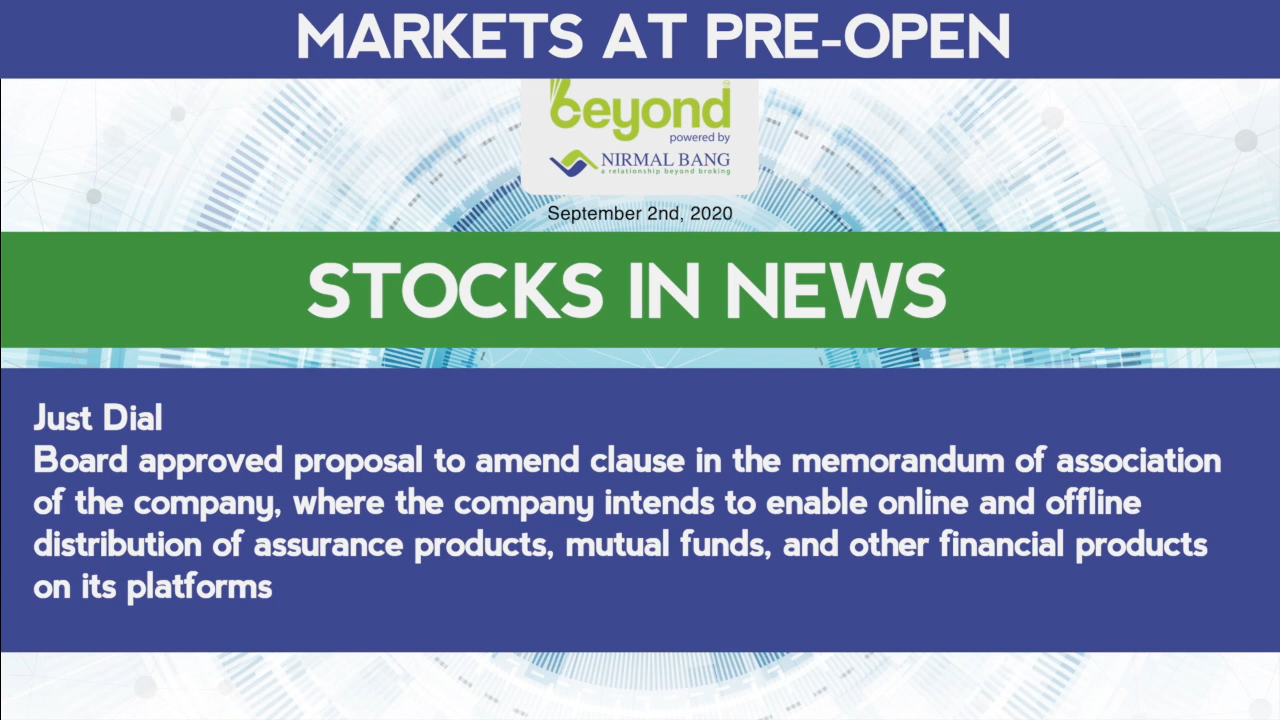 MARKETS AT PRE-OPEN
beyond
powered by
NIRMAL BANG
a relationship beyond broking
September 2nd, 2020
STOCKS IN NEWS
Just Dial
Board approved proposal to amend clause in the memorandum of association
of the company, where the company intends to enable online and offline
distribution of assurance products, mutual funds, and other financial products
on its platforms